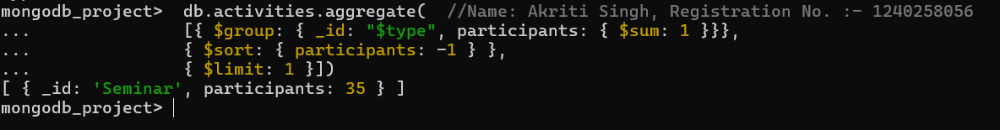 mongodb_project>  db.activities.aggregate(  //Name: Akriti Singh, Registration No. :- 1240258056
...               [{ $group: { _id: "$type", participants: { $sum: 1 }}},
...               { $sort: { participants: -1 } },
...               { $limit: 1 }])
[ { _id: 'Seminar', participants: 35 } ]
mongodb_project>